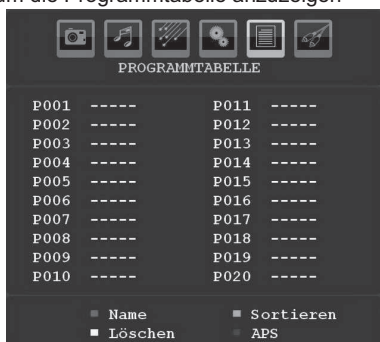 um die Programmtabelle anzuzeigen
PROGRAMMTABELLE
P001 -----
P002 -----
P003 -----
P004 -----
P005 -----
P006 -----
P007 -----
P008 -----
P009 -----
P010 -----
P011 -----
P012 -----
P013 -----
P014 -----
P015 -----
P016 -----
P017 -----
P018 -----
P019 -----
P020 -----
Name
Sortieren
Löschen
APS